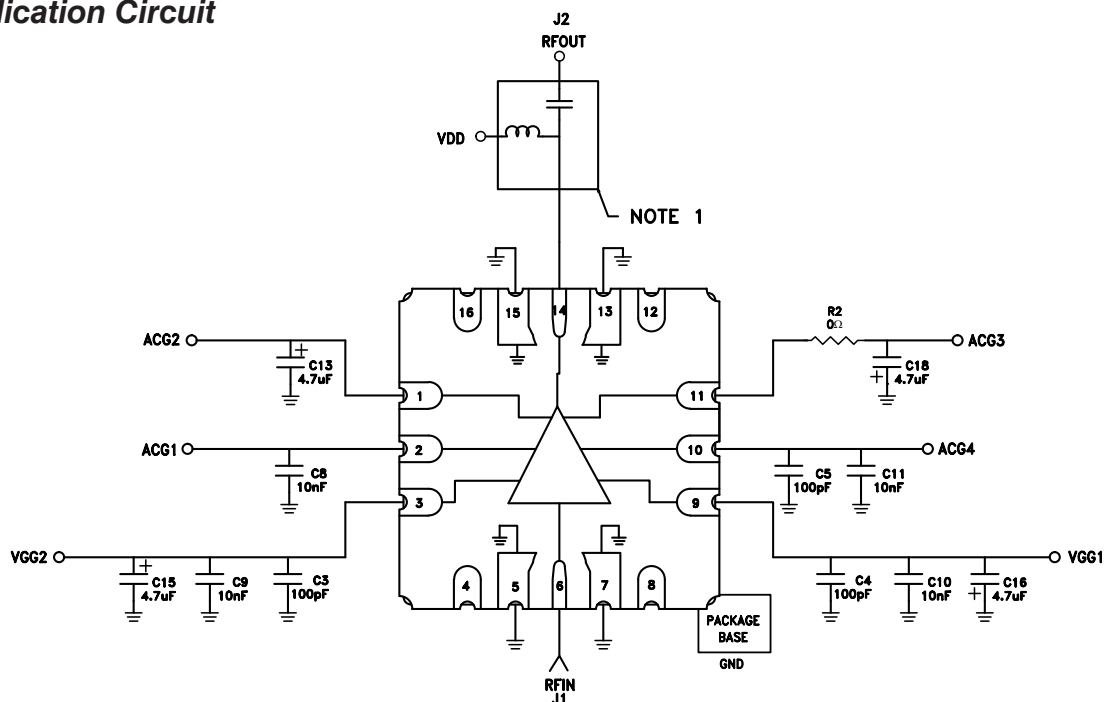 lication Circuit
J2
RFOUT
VDD
NOTE 1
16
15
14
13
12
R2
0Ω
ACG2
+
C13
4.7uF
ACG3
C18
+
4.7uF
1
11
ACG1
C8
10nF
2
10
ACG4
C5
100pF
C11
10nF
3
9
VGG2
+
C15
4.7uF
C9
10nF
C3
100pF
VGG1
C4
100pF
C10
10nF
C16
+
4.7uF
4
5
6
7
8
PACKAGE
BASE
GND
RFIN
J1